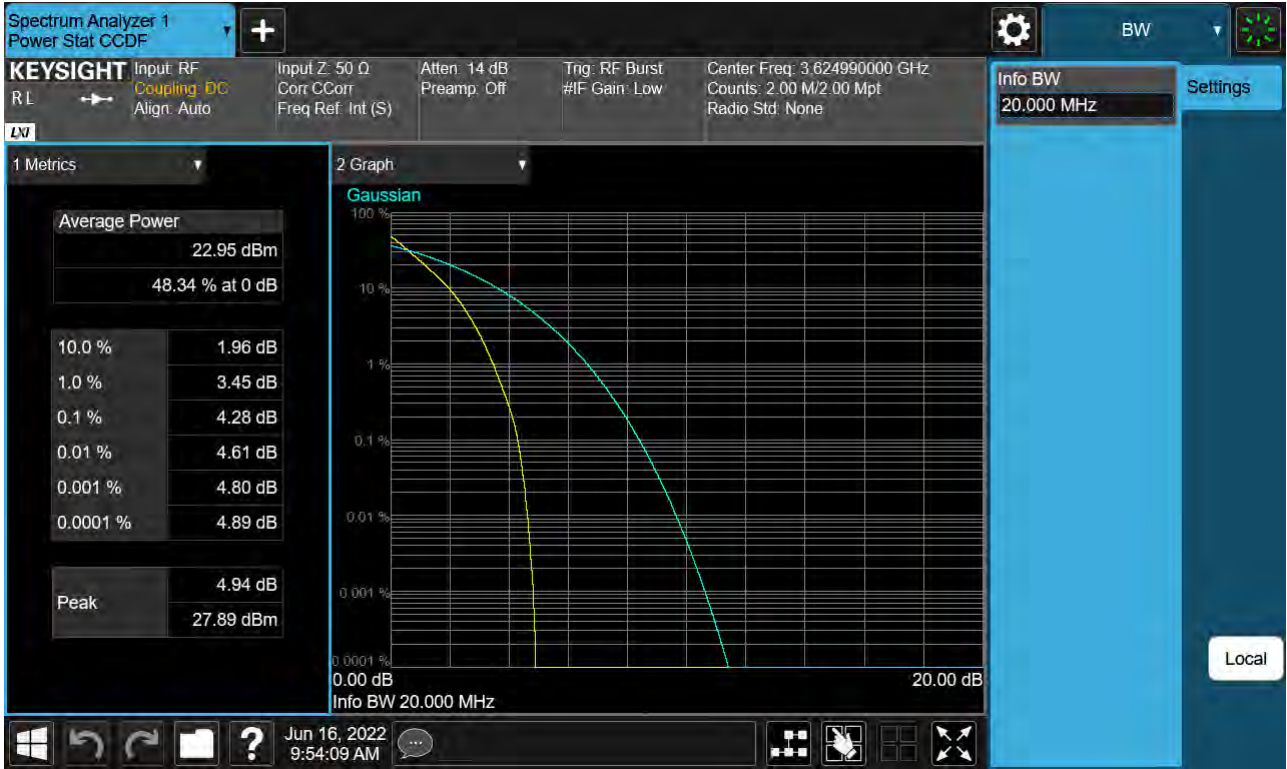 Spectrum Analyzer 1
Power Stat CCDF
BW
KEYSIGHT
R L
LXI
Input: RF
Coupling: DC
Align: Auto
Input Z: 50 Ω
Corr CCorr
Freq Ref: Int (S)
Atten: 14 dB
Preamp: Off
Trig: RF Burst
#IF Gain: Low
Center Freq: 3.624990000 GHz
Counts: 2.00 M/2.00 Mpt
Radio Std: None
Info BW
20.000 MHz
Settings
1 Metrics
Average Power
22.95 dBm
48.34 % at 0 dB
10.0 % 1.96 dB
1.0 % 3.45 dB
0.1 % 4.28 dB
0.01 % 4.61 dB
0.001 % 4.80 dB
0.0001 % 4.89 dB
Peak
4.94 dB
27.89 dBm
2 Graph
Gaussian
100 %
10 %
1 %
0.1 %
0.01 %
0.001 %
0.0001 %
0.00 dB 20.00 dB
Info BW 20.000 MHz
Local
?
Jun 16, 2022
9:54:09 AM